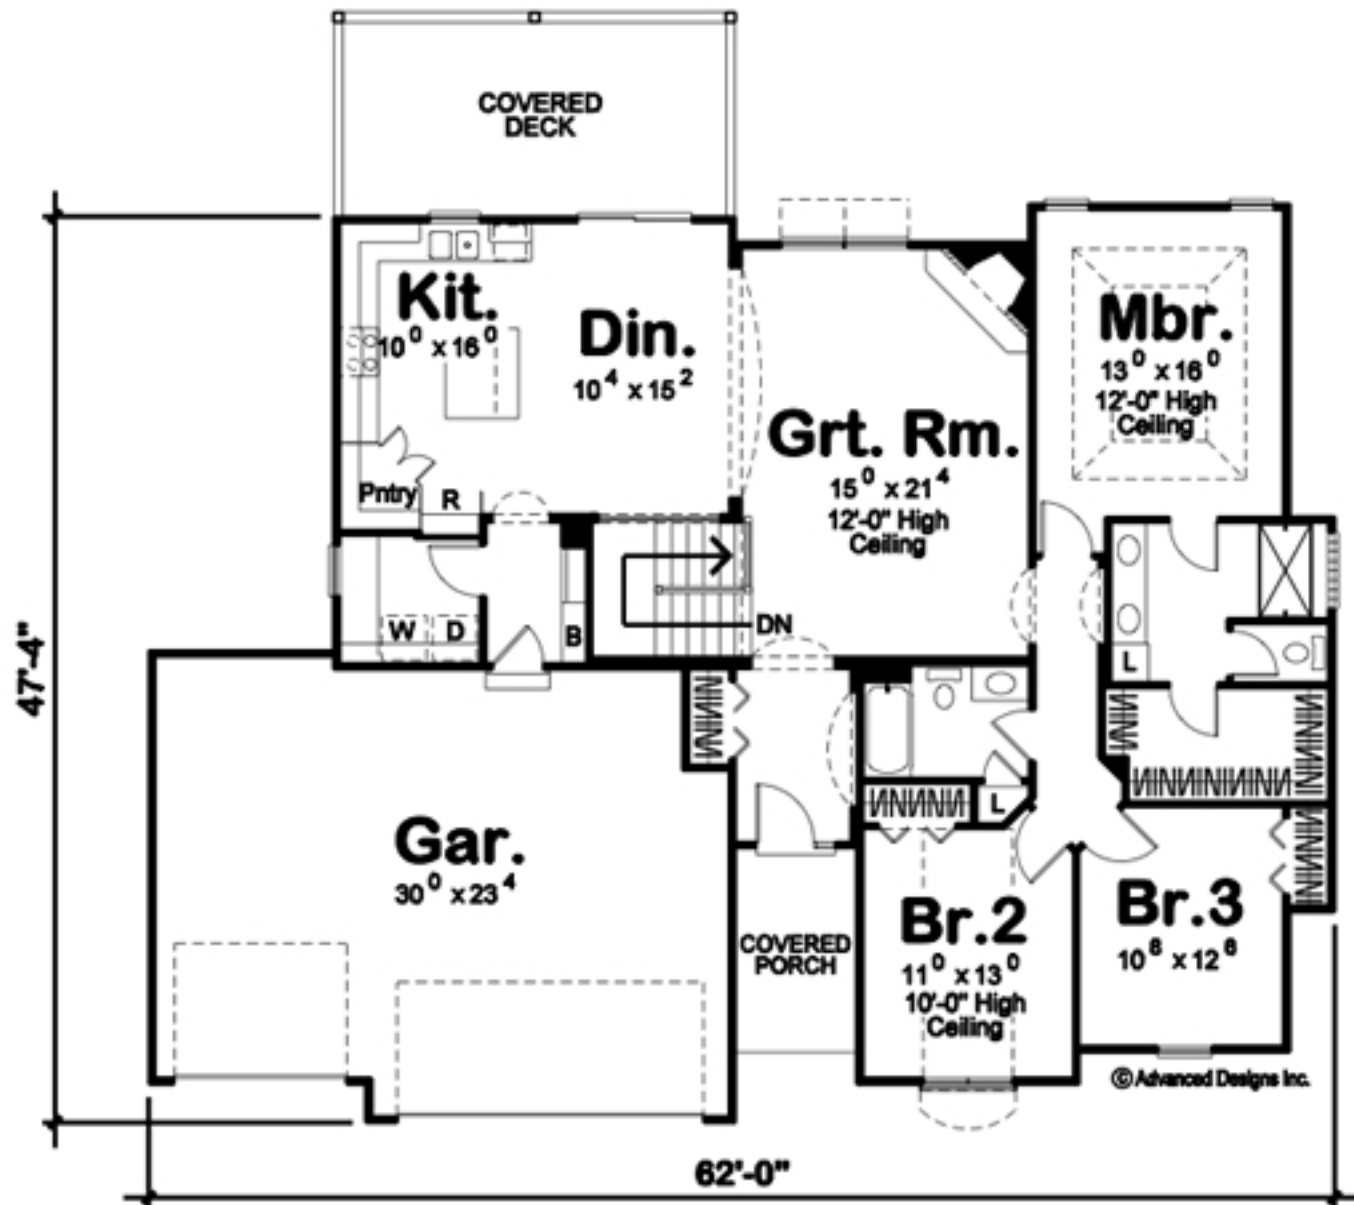 COVERED
DECK
Kit.
10⁰ x 16⁰
Din.
10⁴ x 15²
Mbr.
13⁰ x 16⁰
12'-0" High
Ceiling
Grt. Rm.
15⁰ x 21⁴
12'-0" High
Ceiling
Pntry
R
W
D
B
DN
L
47'-4"
Gar.
30⁰ x 23⁴
L
COVERED
PORCH
Br.2
11⁰ x 13⁰
10'-0" High
Ceiling
Br.3
10⁸ x 12⁸
© Advanced Designs Inc.
62'-0"